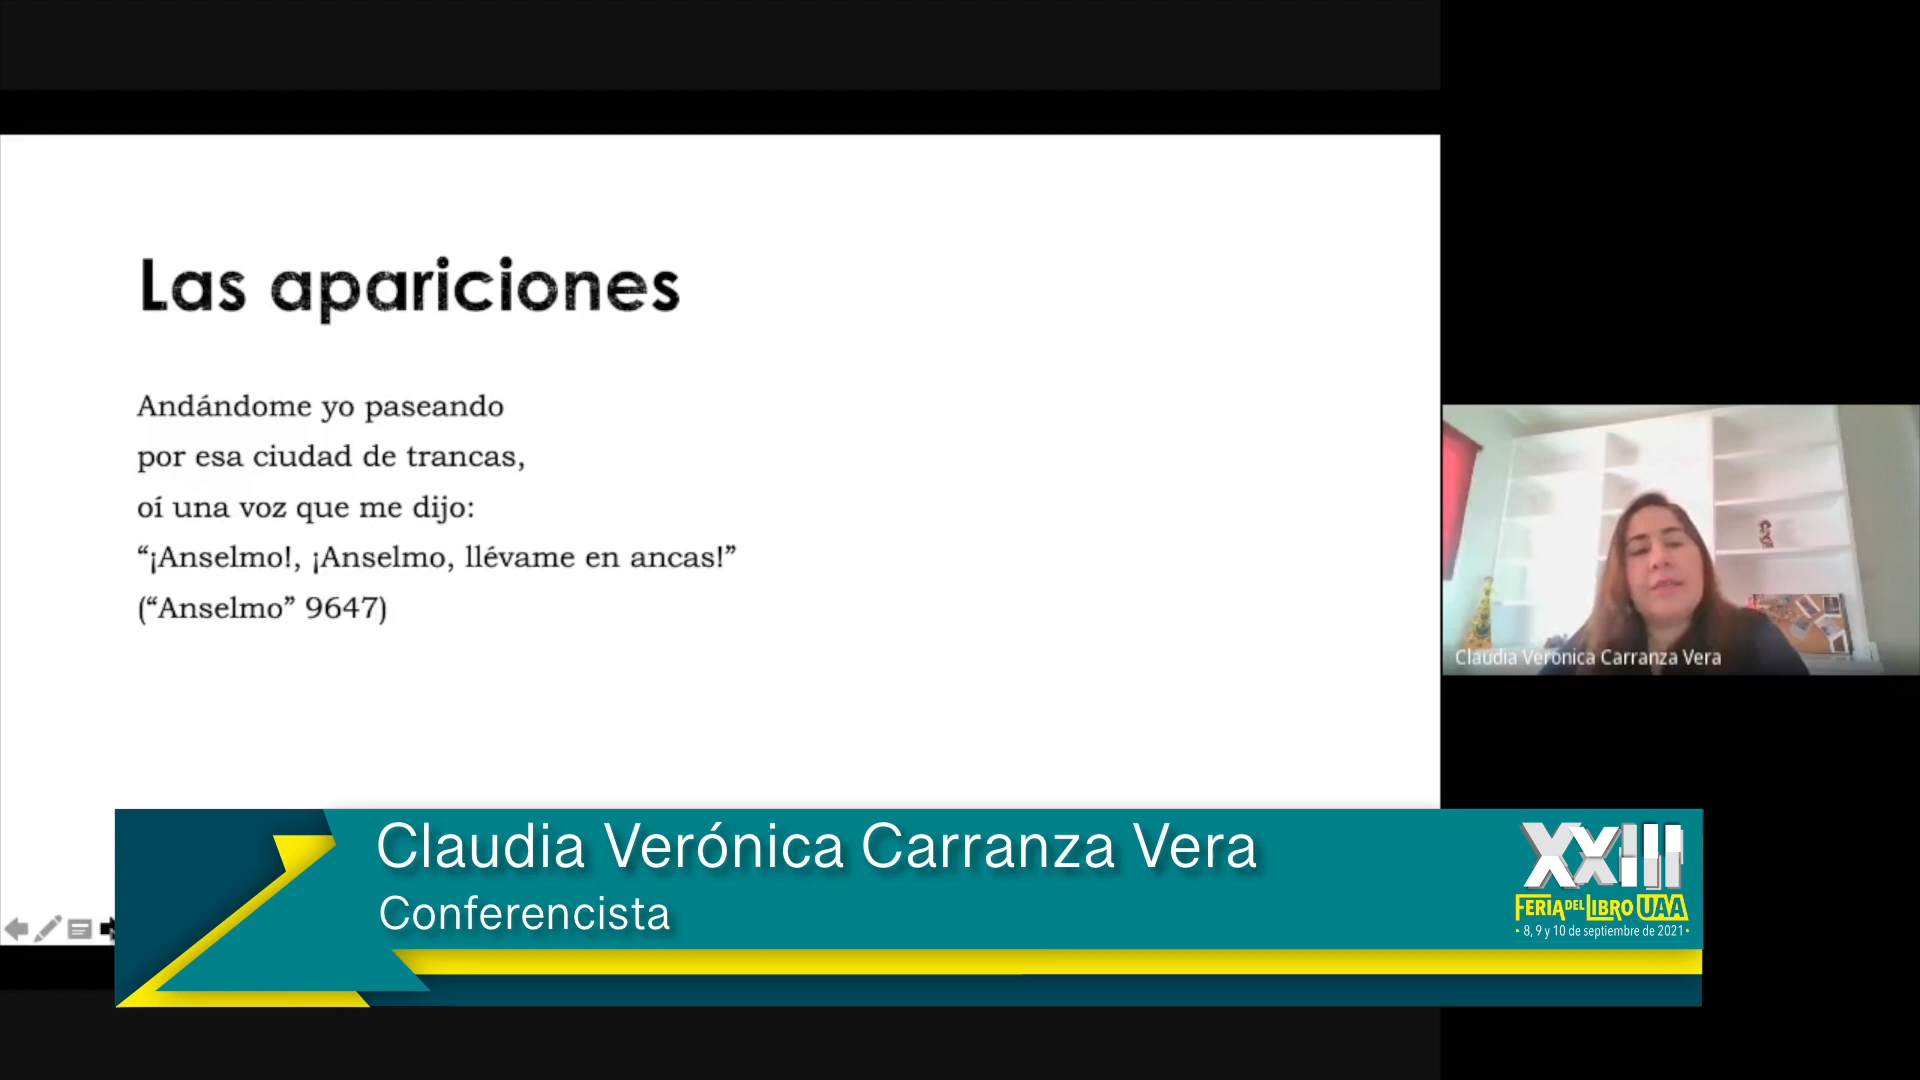 Las apariciones
Andándome yo paseando
por esa ciudad de trancas,
oí una voz que me dijo:
“¡Anselmo!, ¡Anselmo, llévame en ancas!”
(“Anselmo” 9647)
Claudia Verónica Carranza Vera
Claudia Verónica Carranza Vera
Conferencista
XXIII
FERIA DEL LIBRO UAA
• 8, 9 y 10 de septiembre de 2021 •